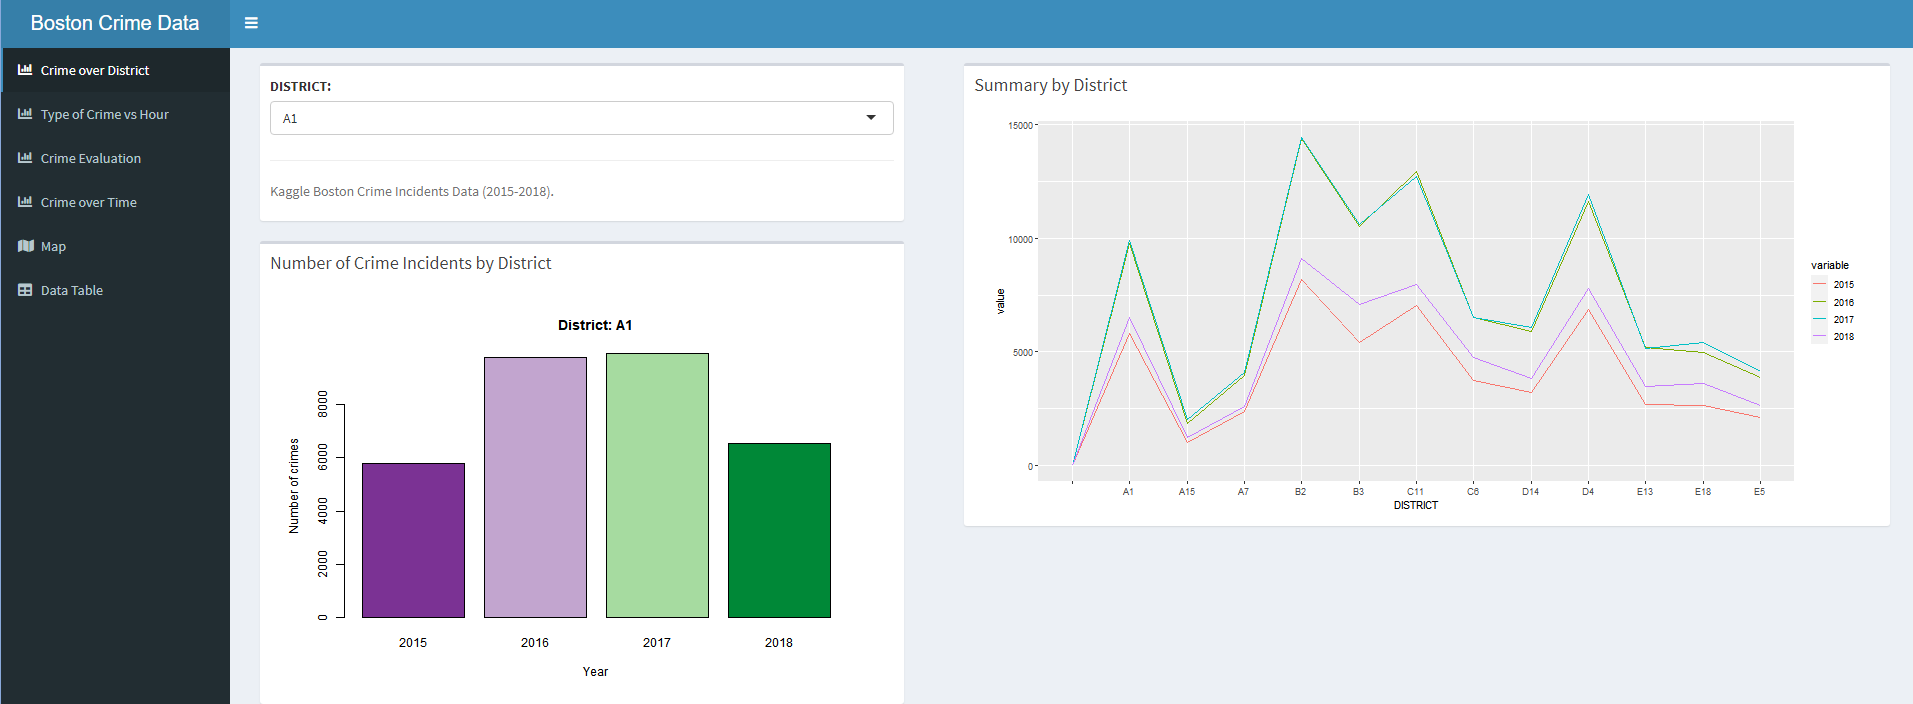 Boston Crime Data
Crime over District
Type of Crime vs Hour
Crime Evaluation
Crime over Time
Map
Data Table
DISTRICT:
A1
Kaggle Boston Crime Incidents Data (2015-2018).
Number of Crime Incidents by District
District: A1
Number of crimes
8000
6000
4000
2000
0
2015 2016 2017 2018
Year
Summary by District
value
15000
10000
5000
0
A1 A15 A7 B2 B3 C11 C6 D14 D4 E13 E18 E5
DISTRICT
variable
2015
2016
2017
2018